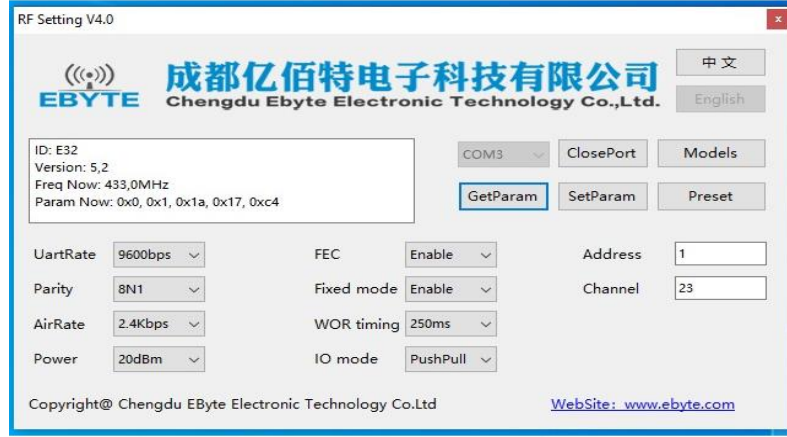 RF Setting V4.0
x
((( )))
EBYTE
成都亿佰特电子科技有限公司
Chengdu Ebyte Electronic Technology Co.,Ltd.
中文
English
ID: E32
Version: 5,2
Freq Now: 433,0MHz
Param Now: 0x0, 0x1, 0x1a, 0x17, 0xc4
COM3 ClosePort Models
GetParam SetParam Preset
UartRate 9600bps FEC Enable Address 1
Parity 8N1 Fixed mode Enable Channel 23
AirRate 2.4Kbps WOR timing 250ms
Power 20dBm IO mode PushPull
Copyright@ Chengdu EByte Electronic Technology Co.Ltd WebSite: www.ebyte.com